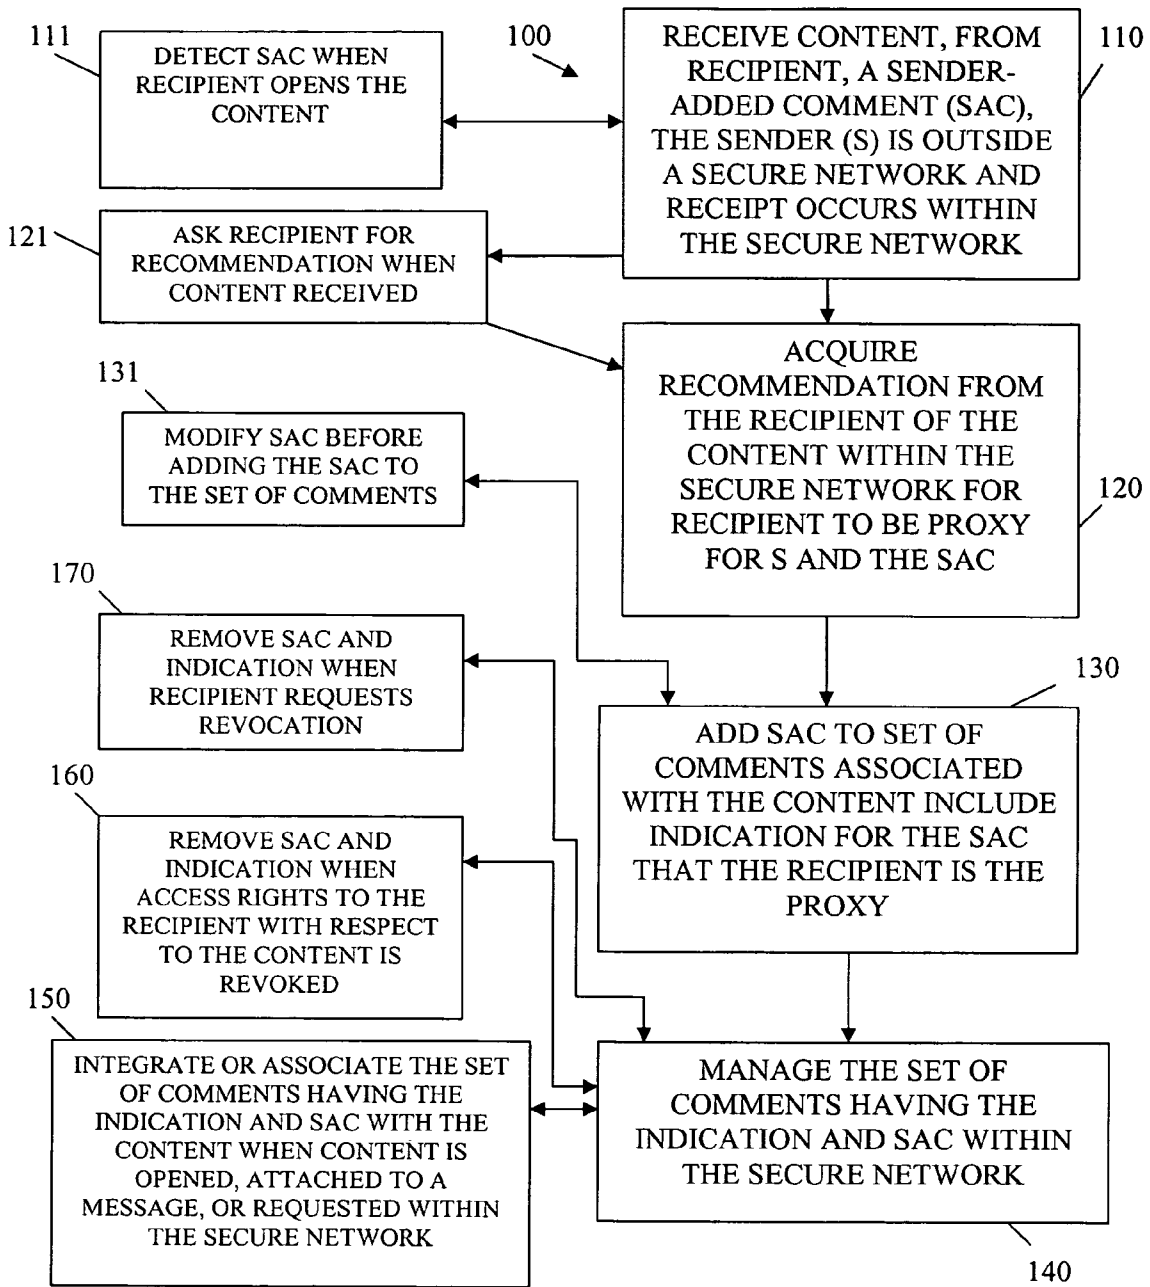 111
DETECT SAC WHEN
RECIPIENT OPENS THE
CONTENT
100
RECEIVE CONTENT, FROM
RECIPIENT, A SENDER-
ADDED COMMENT (SAC),
THE SENDER (S) IS OUTSIDE
A SECURE NETWORK AND
RECEIPT OCCURS WITHIN
THE SECURE NETWORK
110
121
ASK RECIPIENT FOR
RECOMMENDATION WHEN
CONTENT RECEIVED
ACQUIRE
RECOMMENDATION FROM
THE RECIPIENT OF THE
CONTENT WITHIN THE
SECURE NETWORK FOR
RECIPIENT TO BE PROXY
FOR S AND THE SAC
120
131
MODIFY SAC BEFORE
ADDING THE SAC TO
THE SET OF COMMENTS
170
REMOVE SAC AND
INDICATION WHEN
RECIPIENT REQUESTS
REVOCATION
130
ADD SAC TO SET OF
COMMENTS ASSOCIATED
WITH THE CONTENT INCLUDE
INDICATION FOR THE SAC
THAT THE RECIPIENT IS THE
PROXY
160
REMOVE SAC AND
INDICATION WHEN
ACCESS RIGHTS TO THE
RECIPIENT WITH RESPECT
TO THE CONTENT IS
REVOKED
150
INTEGRATE OR ASSOCIATE THE SET
OF COMMENTS HAVING THE
INDICATION AND SAC WITH THE
CONTENT WHEN CONTENT IS
OPENED, ATTACHED TO A
MESSAGE, OR REQUESTED WITHIN
THE SECURE NETWORK
MANAGE THE SET OF
COMMENTS HAVING THE
INDICATION AND SAC WITHIN
THE SECURE NETWORK
140